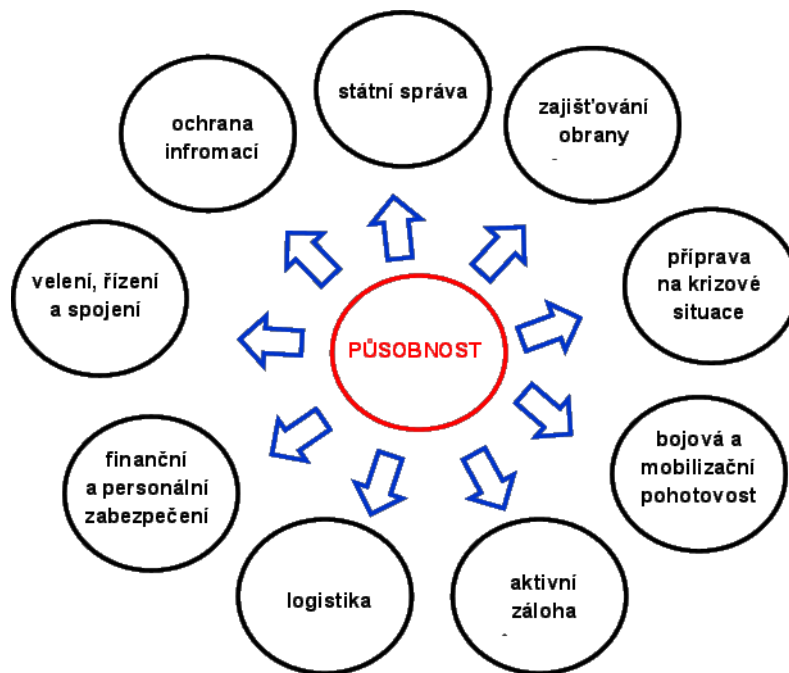 státní správa
zajišťování
obrany
ochrana
infromací
příprava
na krizové
situace
velení, řízení
a spojení
PŮSOBNOST
bojová a
mobilizační
pohotovost
finanční
a personální
zabezpečení
logistika
aktivní
záloha